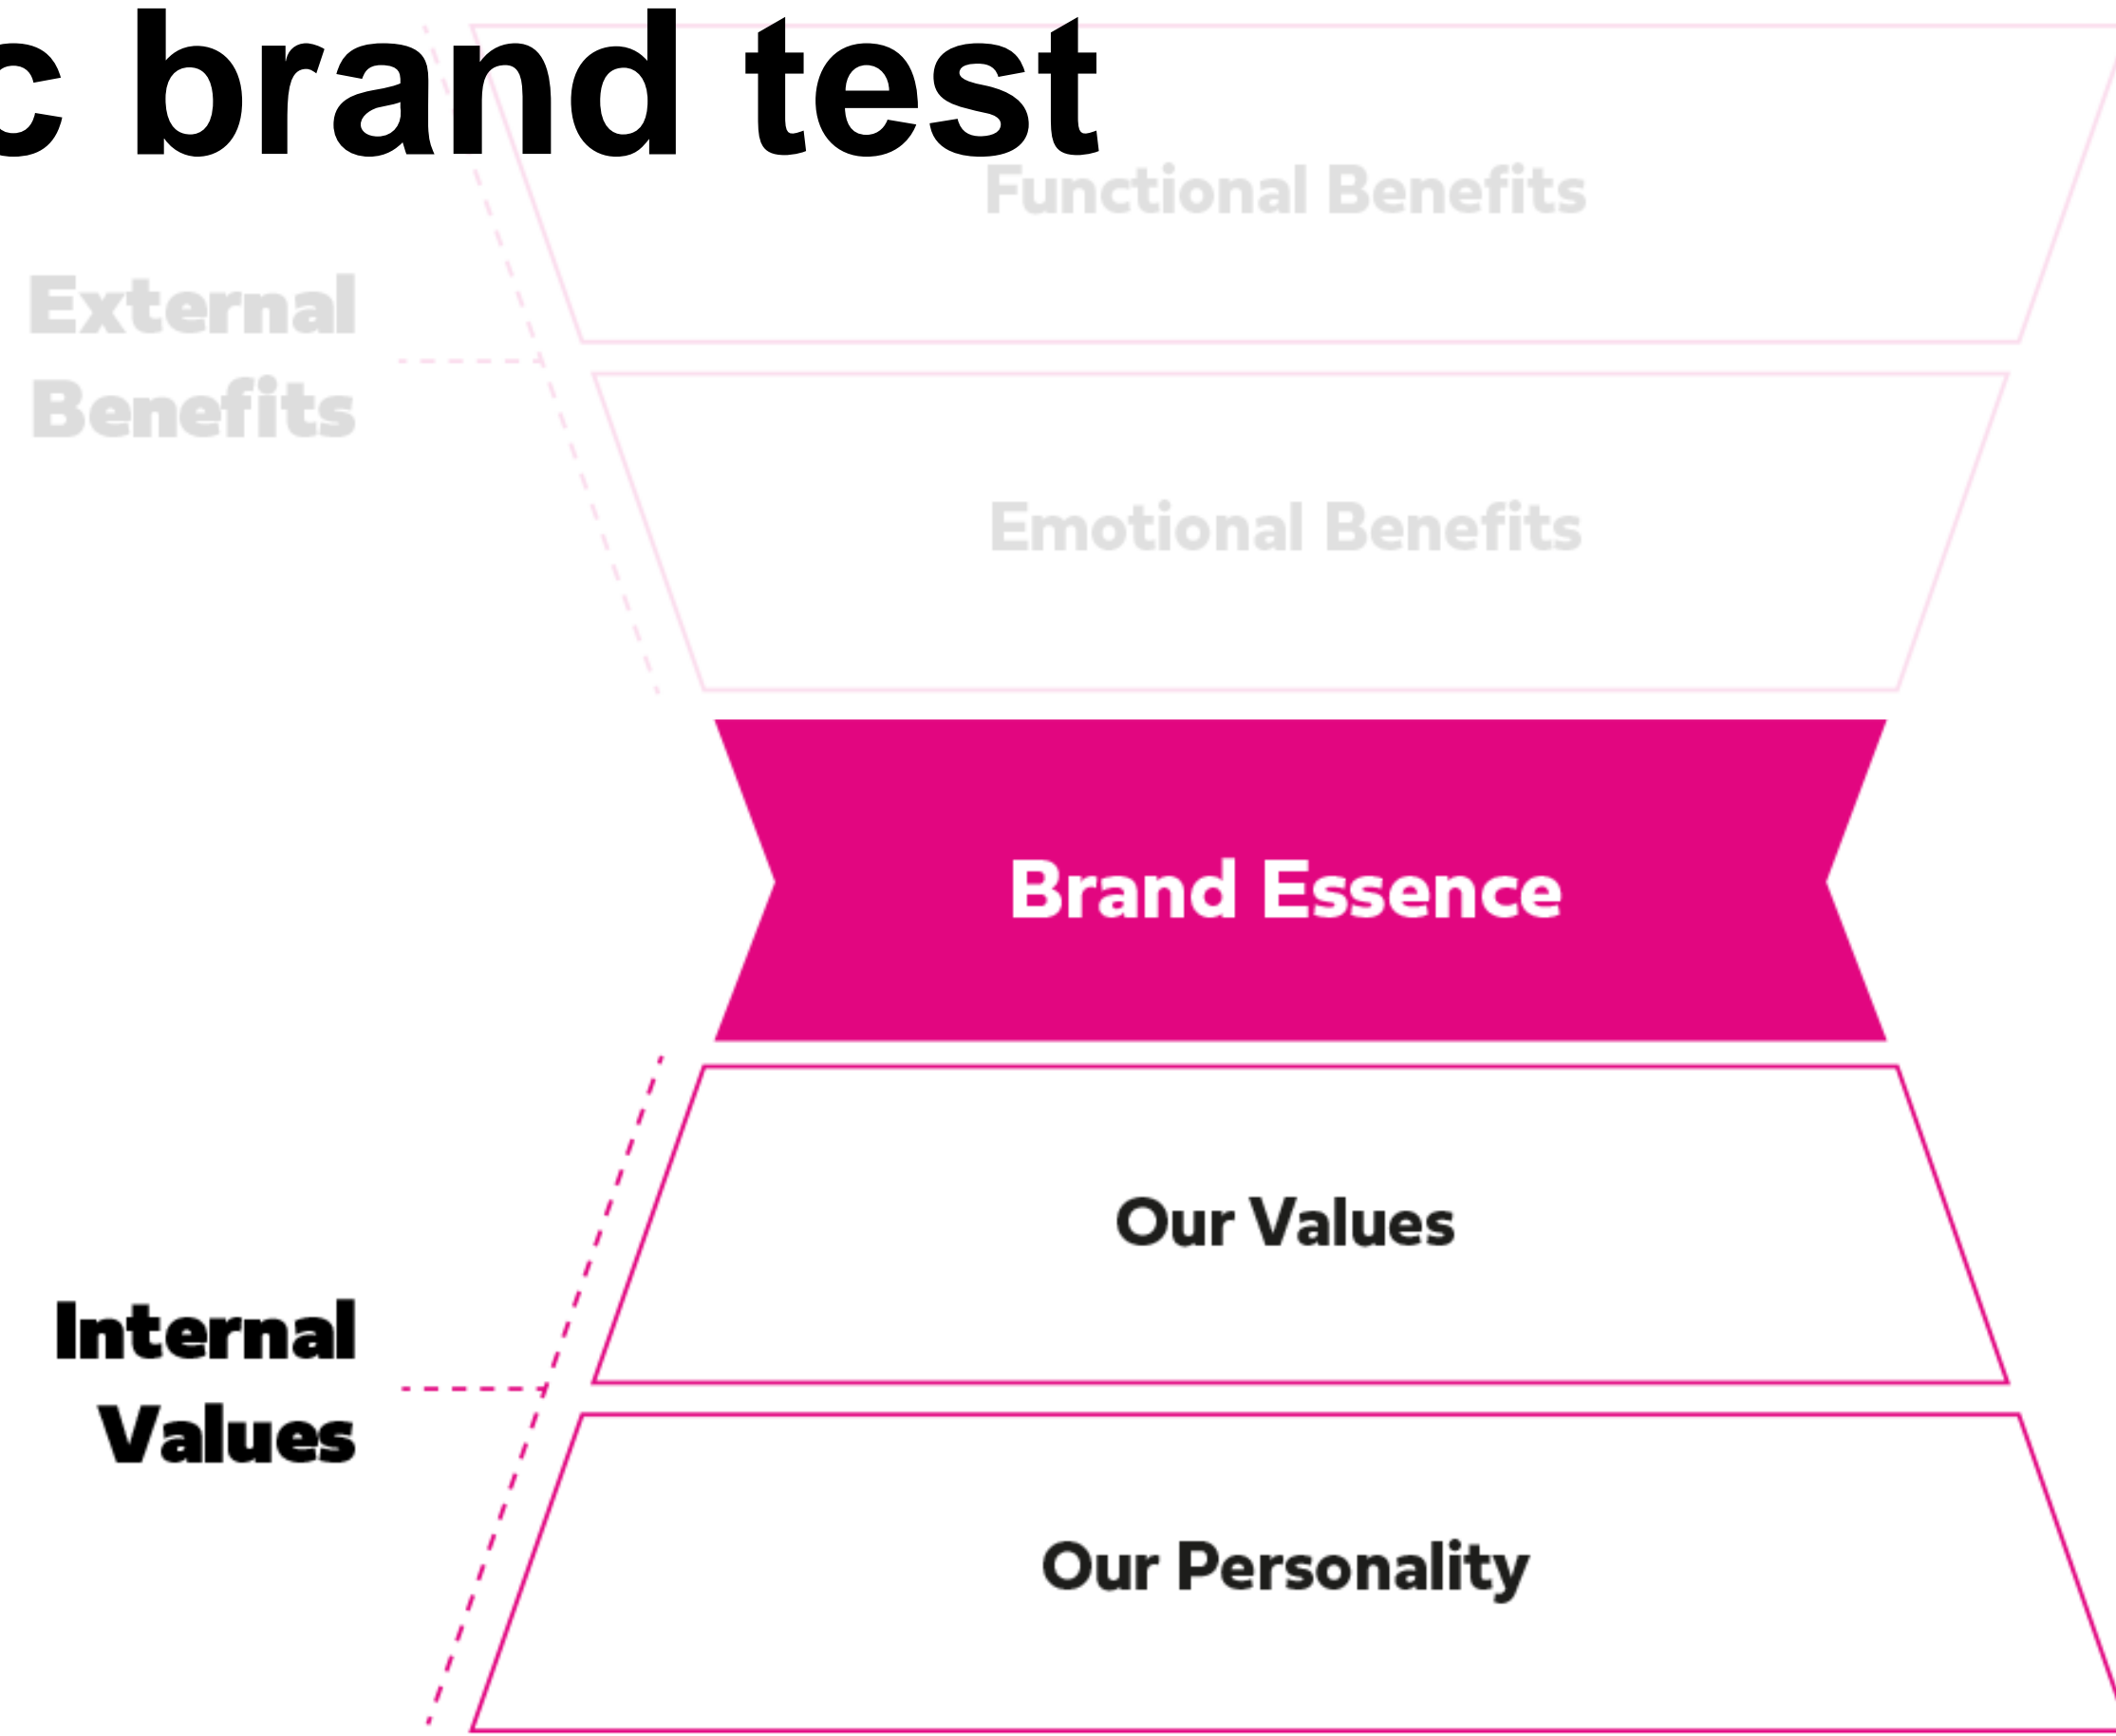 c brand test
Functional Benefits
External
Benefits
Emotional Benefits
Brand Essence
Our Values
Internal
Values
Our Personality